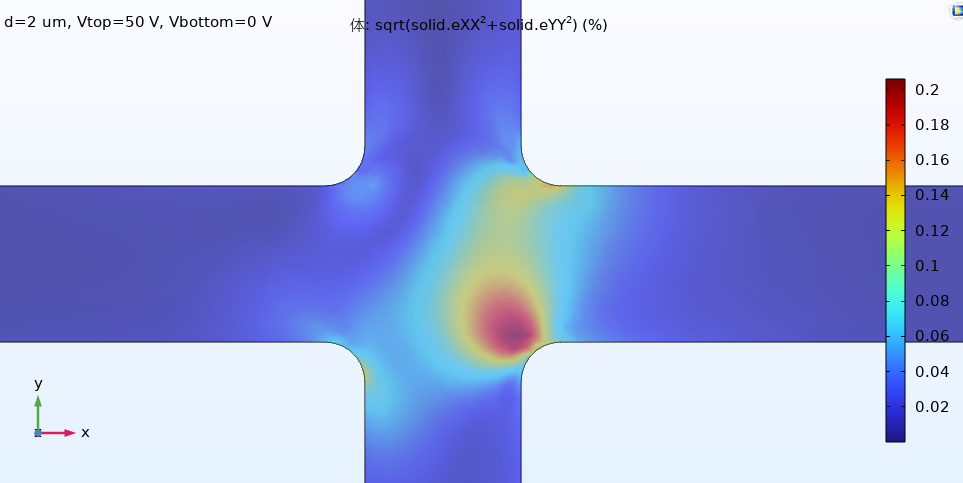 d=2 um, Vtop=50 V, Vbottom=0 V
体: sqrt(solid.eXX²+solid.eYY²) (%)
0.2
0.18
0.16
0.14
0.12
0.1
0.08
0.06
0.04
0.02
y
x